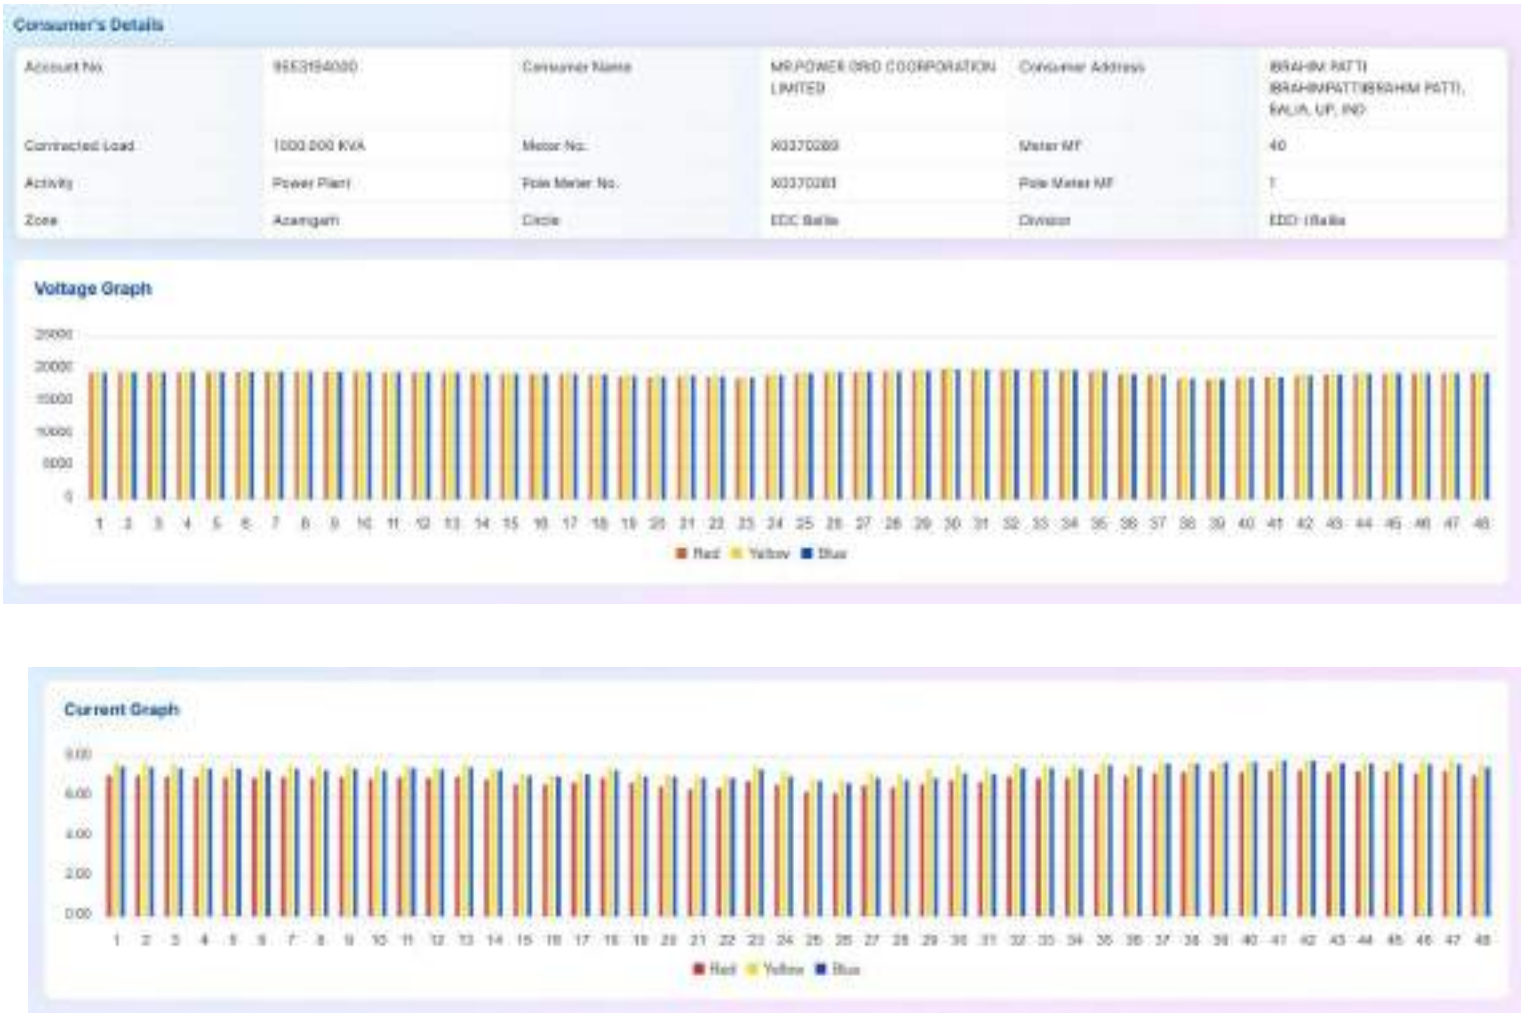 Consumer's Details
Account No. 9553194000 Consumer Name MR.POWER GRID COORPORATION LIMITED Consumer Address IBRAHIM PATTI IBRAHIMPATTIIBRAHIM PATTI, BALIA, UP, IND
Contracted Load 1000.000 KVA Meter No. X0370289 Meter MF 40
Activity Power Plant Pole Meter No. X0370281 Pole Meter MF 1
Zone Azamgarh Circle EDC Ballia Division
Voltage Graph
25000
20000
15000
10000
5000
0
1 2 3 4 5 6 7 8 9 10 11 12 13 14 15 16 17 18 19 20 21 22 23 24 25 26 27 28 29 30 31 32 33 34 35 36 37 38 39 40 41 42 43 44 45 46 47 48
Red Yellow Blue
Current Graph
8.00
6.00
4.00
2.00
0.00
1 2 3 4 5 6 7 8 9 10 11 12 13 14 15 16 17 18 19 20 21 22 23 24 25 26 27 28 29 30 31 32 33 34 35 36 37 38 39 40 41 42 43 44 45 46 47 48
Red Yellow Blue